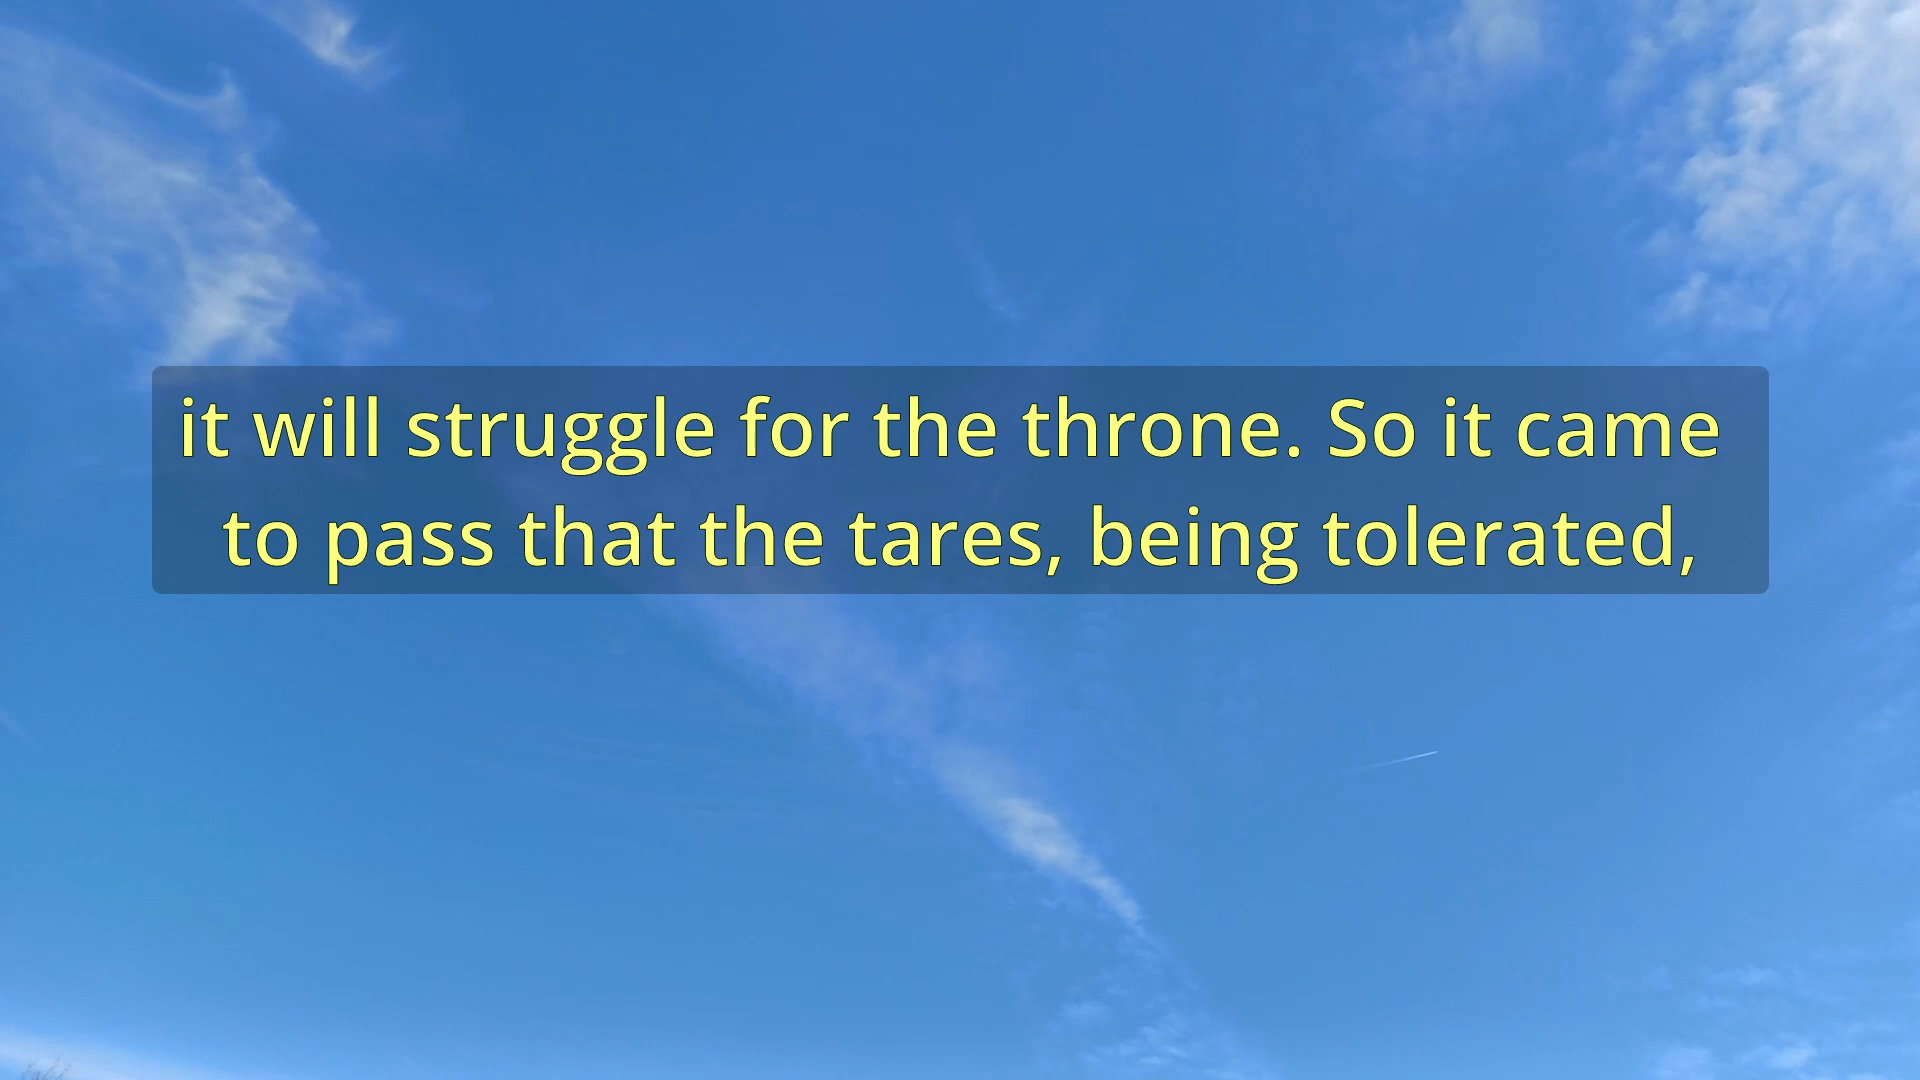 it will struggle for the throne. So it came
to pass that the tares, being tolerated,